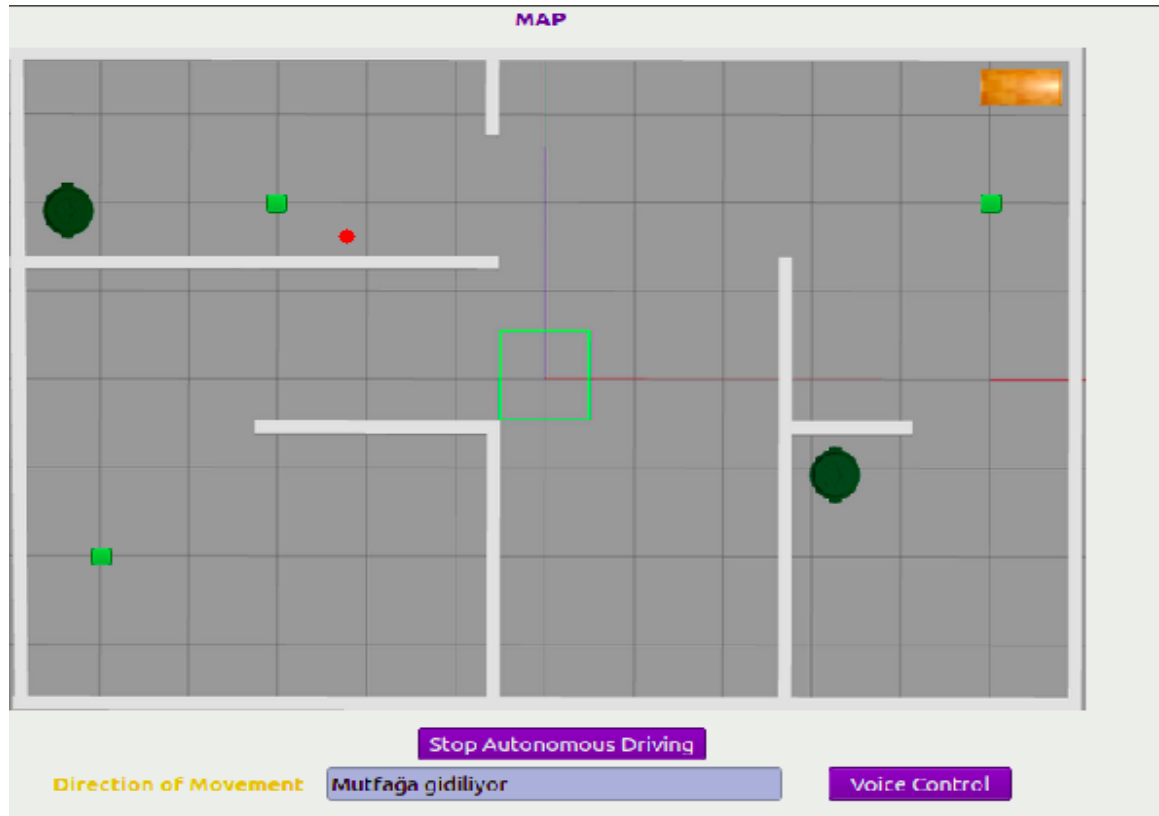 MAP
Stop Autonomous Driving
Direction of Movement Mutfağa gidiliyor Voice Control